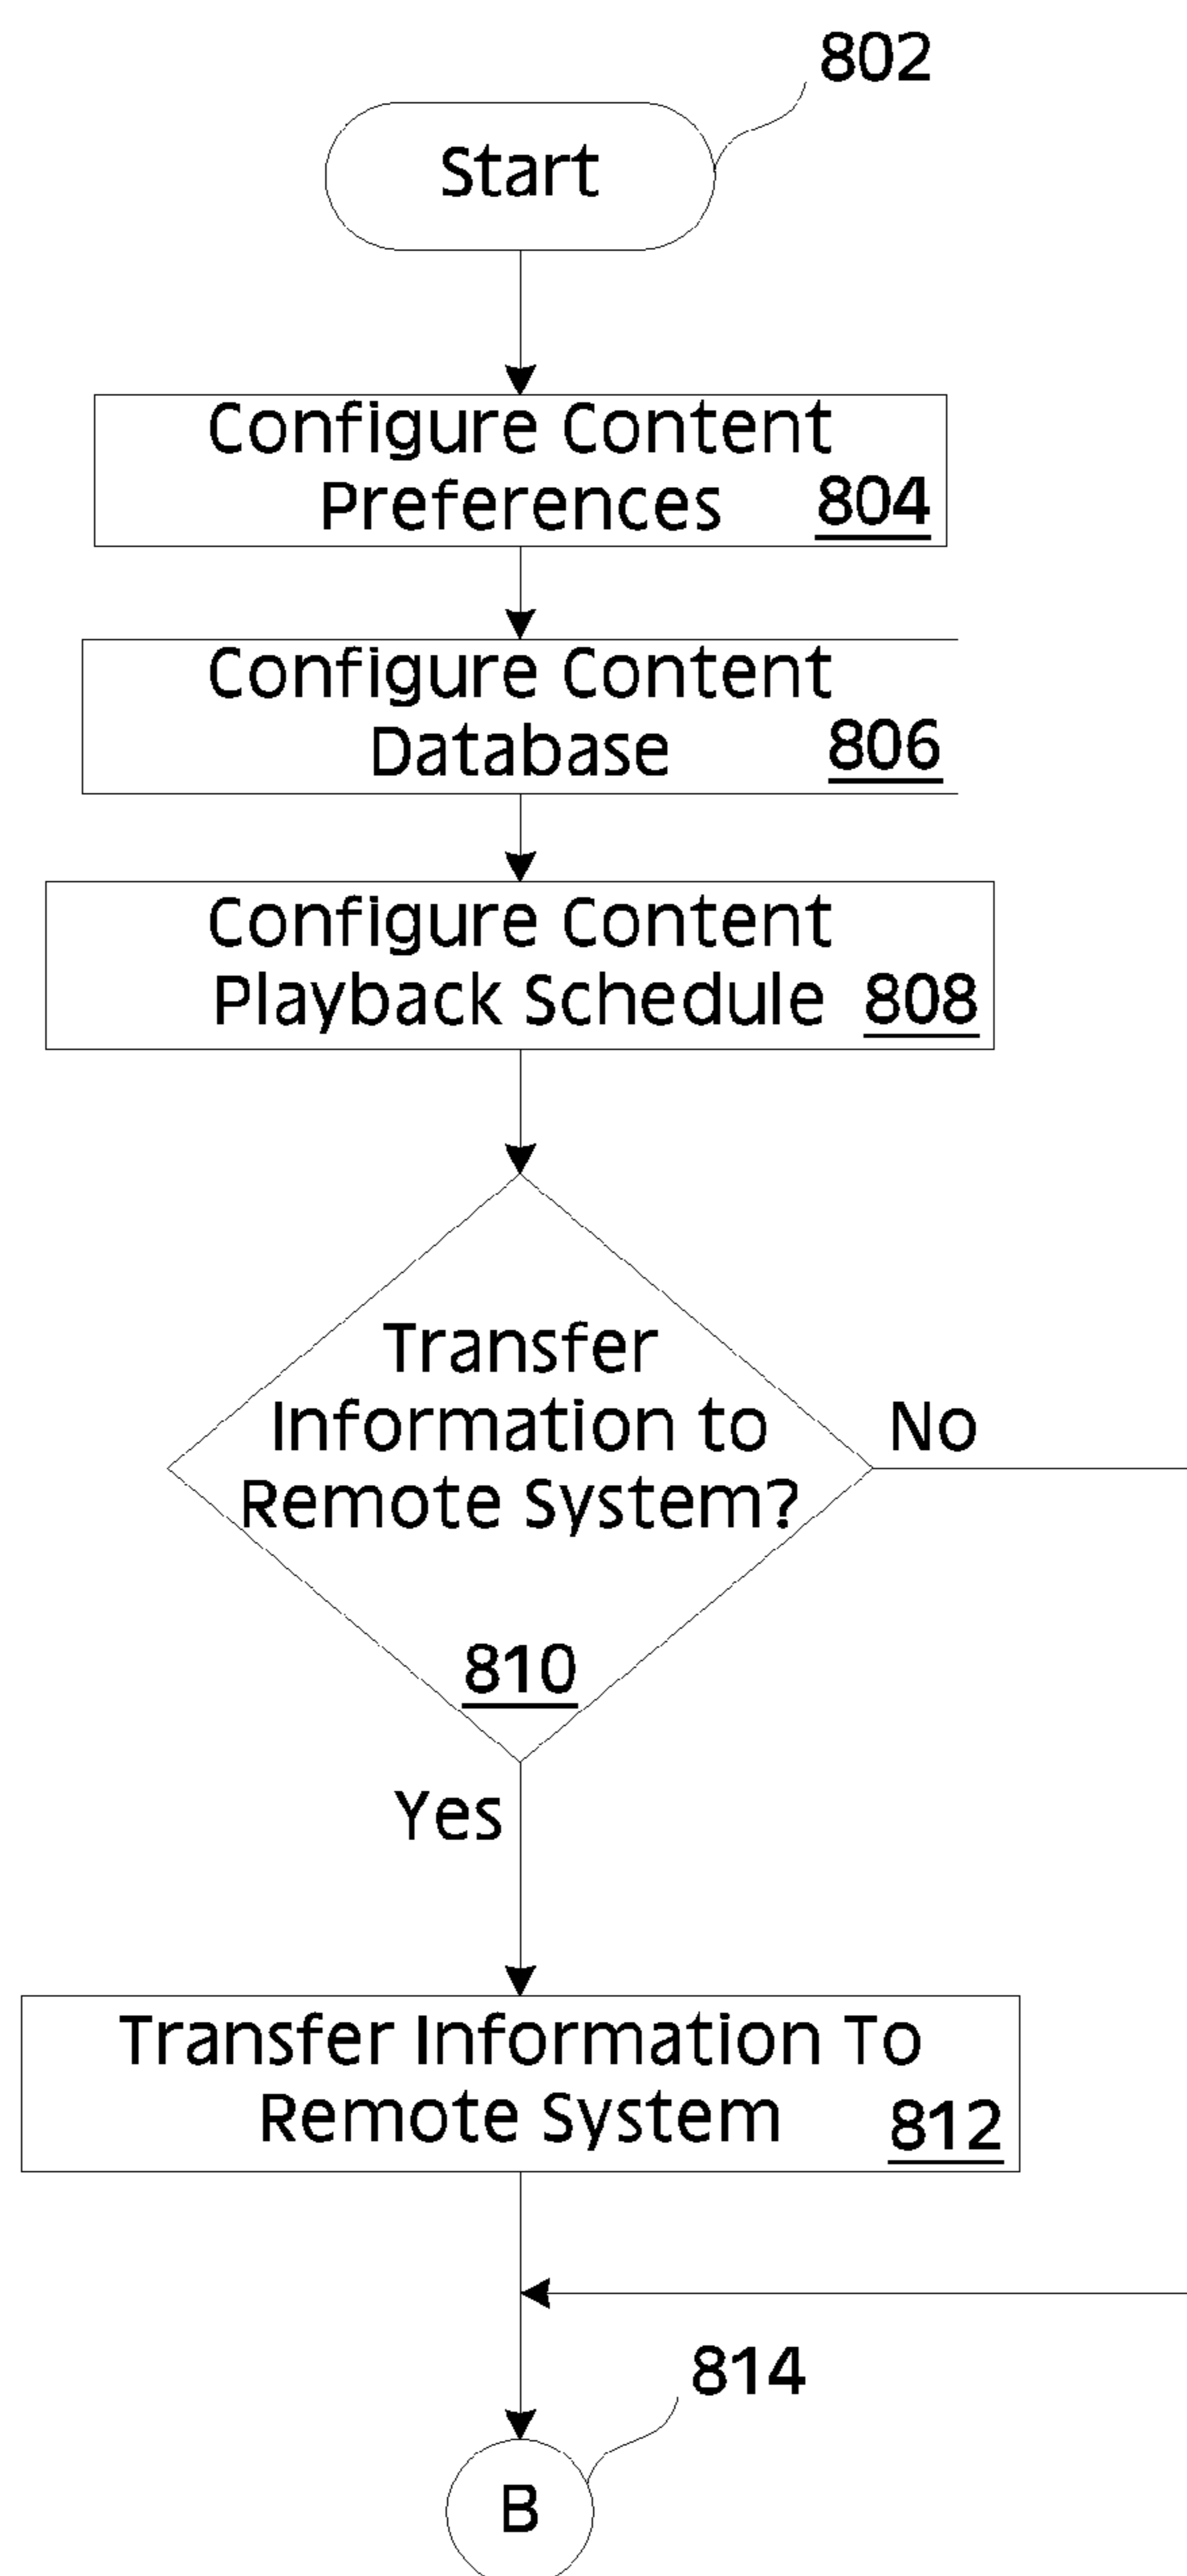 802
Start
Configure Content
Preferences 804
Configure Content
Database 806
Configure Content
Playback Schedule 808
Transfer
Information to
Remote System?
No
810
Yes
Transfer Information To
Remote System 812
814
B